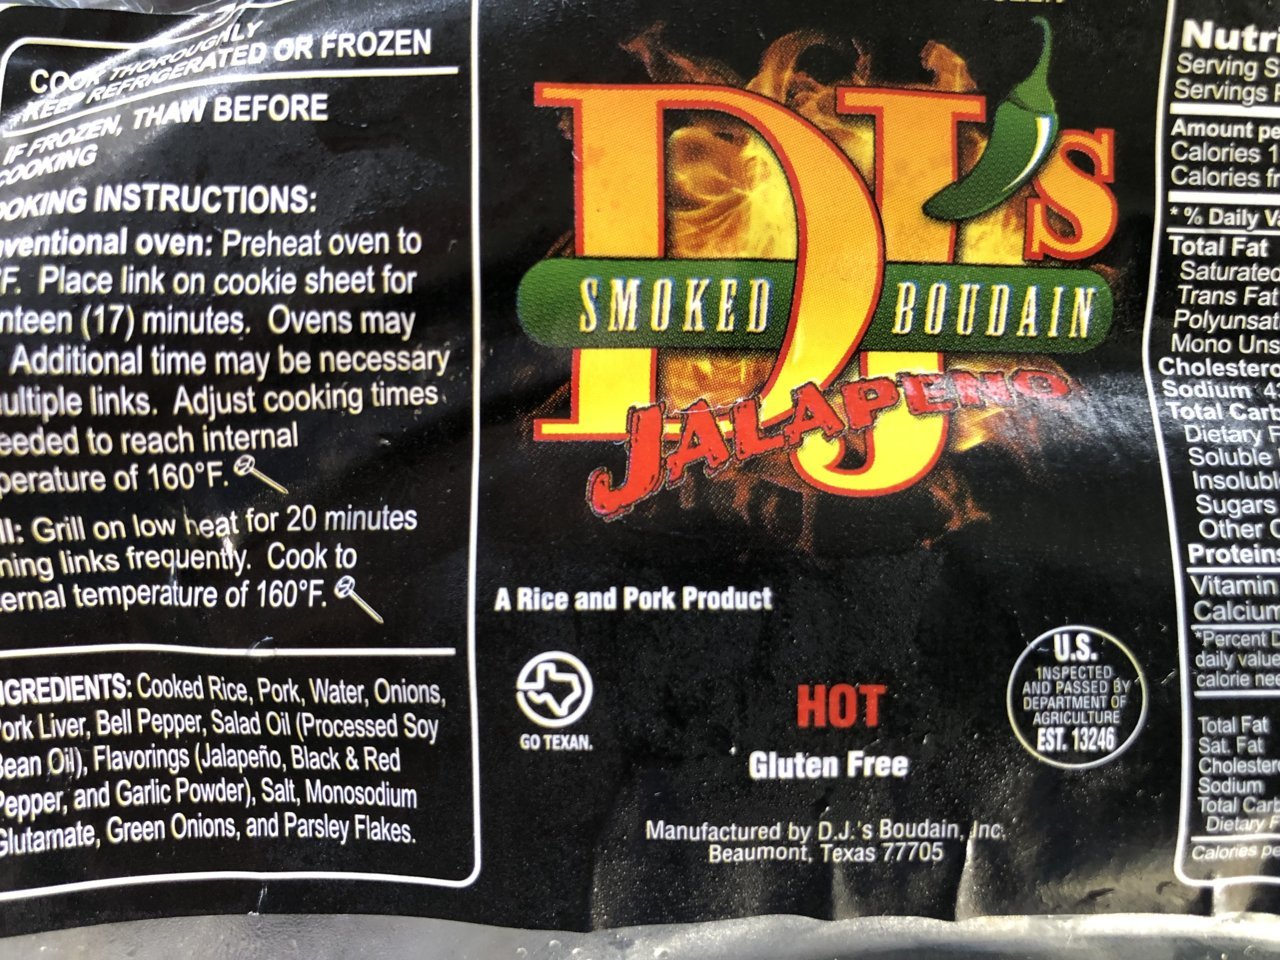 COOK THOROUGHLY
KEEP REFRIGERATED OR FROZEN
IF FROZEN, THAW BEFORE
COOKING
OOKING INSTRUCTIONS:
ventional oven: Preheat oven to
°F. Place link on cookie sheet for
nteen (17) minutes. Ovens may
Additional time may be necessary
ultiple links. Adjust cooking times
eeded to reach internal
perature of 160°F.
ll: Grill on low heat for 20 minutes
ning links frequently. Cook to
ernal temperature of 160°F.
NGREDIENTS: Cooked Rice, Pork, Water, Onions,
ork Liver, Bell Pepper, Salad Oil (Processed Soy
Bean Oil), Flavorings (Jalapeño, Black & Red
Pepper, and Garlic Powder), Salt, Monosodium
Glutamate, Green Onions, and Parsley Flakes.
DJ's
SMOKED BOUDAIN
JALAPENO
A Rice and Pork Product
GO TEXAN.
HOT
Gluten Free
U.S.
INSPECTED
AND PASSED BY
DEPARTMENT OF
AGRICULTURE
EST. 13246
Manufactured by D.J.'s Boudain, Inc.
Beaumont, Texas 77705
Nutri
Serving S
Servings P
Amount pe
Calories 1
Calories fr
* % Daily Va
Total Fat
Saturated
Trans Fat
Polyunsat
Mono Uns
Cholestero
Sodium 4
Total Carb
Dietary F
Soluble
Insoluble
Sugars
Other C
Proteins
Vitamin
Calcium
*Percent D
daily value
calorie nee
Total Fat
Sat. Fat
Cholester
Sodium
Total Carb
Dietary F
Calories pe